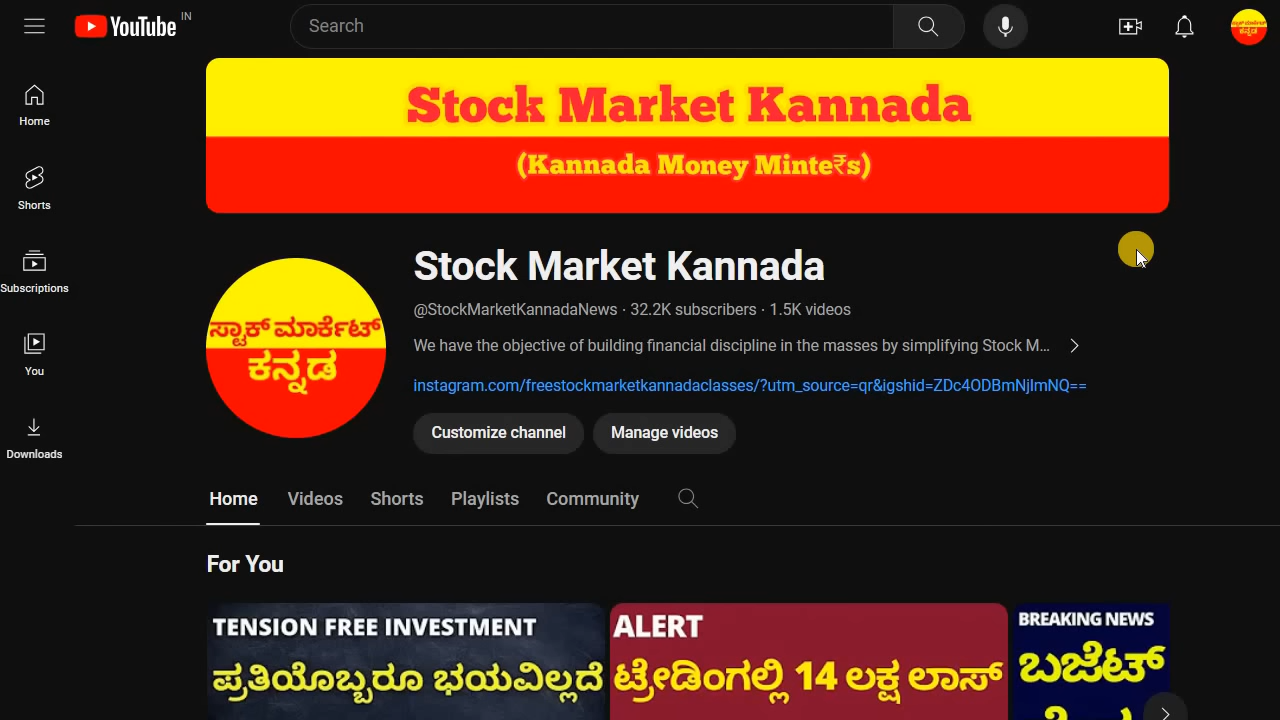 YouTube IN
Search
ಸ್ಟಾಕ್ ಮಾರ್ಕೆಟ್
ಕನ್ನಡ
Home
Shorts
Subscriptions
You
Downloads
Stock Market Kannada
(Kannada Money Minte₹s)
ಸ್ಟಾಕ್ ಮಾರ್ಕೆಟ್
ಕನ್ನಡ
Stock Market Kannada
@StockMarketKannadaNews · 32.2K subscribers · 1.5K videos
We have the objective of building financial discipline in the masses by simplifying Stock M...
instagram.com/freestockmarketkannadaclasses/?utm_source=qr&igshid=ZDc4ODBmNjlmNQ==
Customize channel Manage videos
Home Videos Shorts Playlists Community
For You
TENSION FREE INVESTMENT
ಪ್ರತಿಯೊಬ್ಬರೂ ಭಯವಿಲ್ಲದೆ
ALERT
ಟ್ರೇಡಿಂಗಲ್ಲಿ 14 ಲಕ್ಷ ಲಾಸ್
BREAKING NEWS
ಬಜೆಟ್